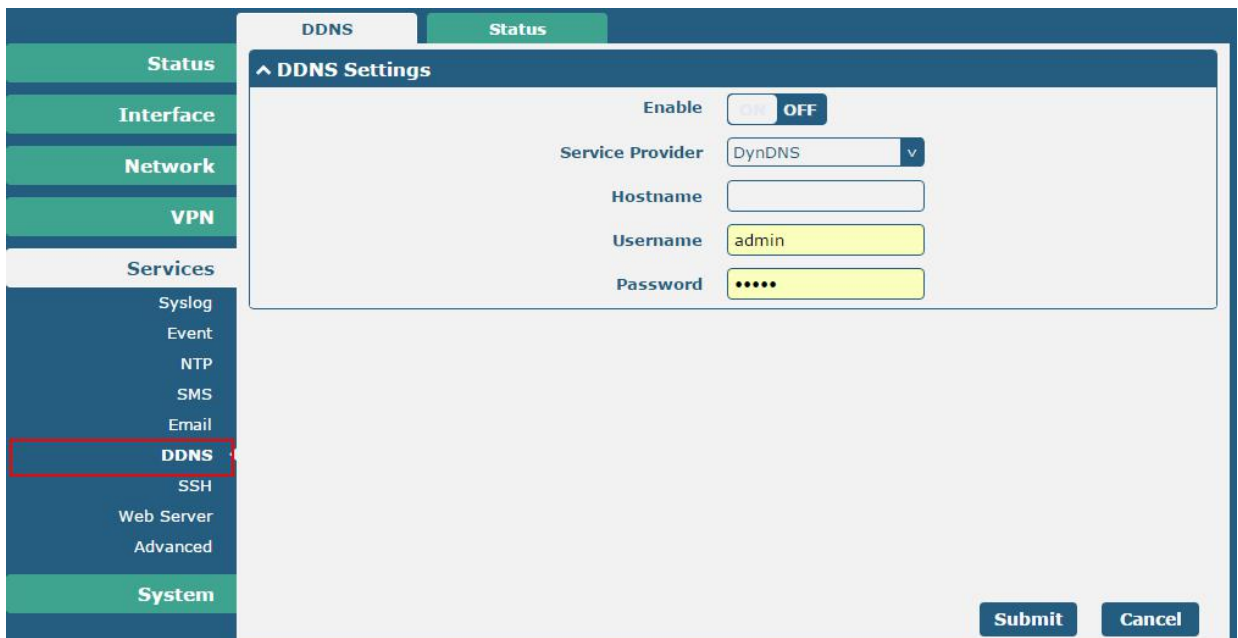 DDNS
Status
Status
Interface
Network
VPN
Services
Syslog
Event
NTP
SMS
Email
DDNS
SSH
Web Server
Advanced
System
DDNS Settings
Enable ON OFF
Service Provider DynDNS
Hostname
Username admin
Password •••••
Submit
Cancel